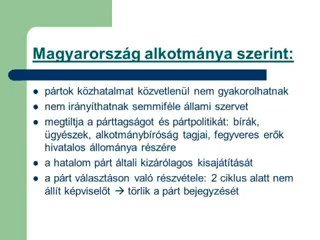 Magyarország alkotmánya szerint:
pártok közhatalmat közvetlenül nem gyakorolhatnak
nem irányíthatnak semmiféle állami szervet
megtiltja a párttagságot és pártpolitikát: bírák,
ügyészek, alkotmánybíróság tagjai, fegyveres erők
hivatalos állománya részére
a hatalom párt általi kizárólagos kisajátítását
a párt választáson való részvétele: 2 ciklus alatt nem
állít képviselőt → törlik a párt bejegyzését